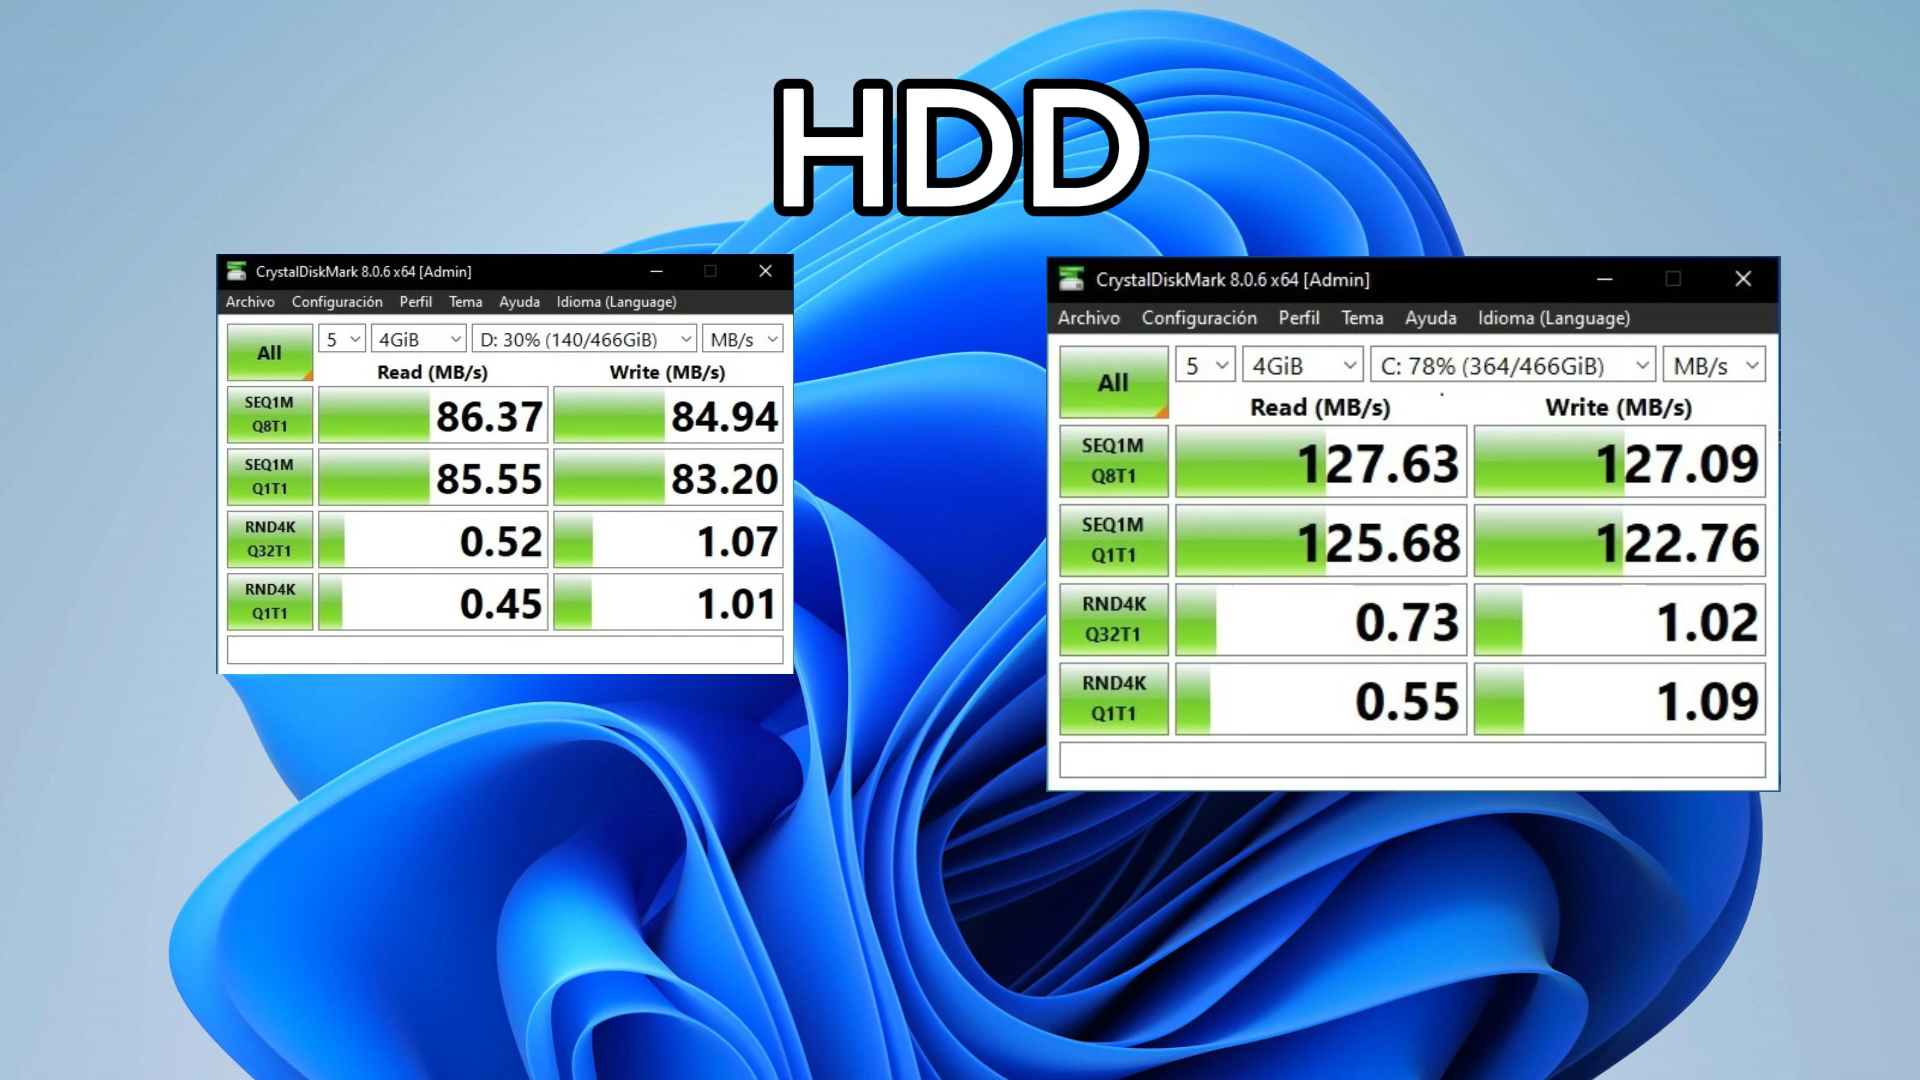 HDD
CrystalDiskMark 8.0.6 x64 [Admin]
Archivo Configuración Perfil Tema Ayuda Idioma (Language)
All 5 4GiB D: 30% (140/466GiB) MB/s
Read (MB/s) Write (MB/s)
SEQ1M
Q8T1 86.37 84.94
SEQ1M
Q1T1 85.55 83.20
RND4K
Q32T1 0.52 1.07
RND4K
Q1T1 0.45 1.01
CrystalDiskMark 8.0.6 x64 [Admin]
Archivo Configuración Perfil Tema Ayuda Idioma (Language)
All 5 4GiB C: 78% (364/466GiB) MB/s
Read (MB/s) Write (MB/s)
SEQ1M
Q8T1 127.63 127.09
SEQ1M
Q1T1 125.68 122.76
RND4K
Q32T1 0.73 1.02
RND4K
Q1T1 0.55 1.09